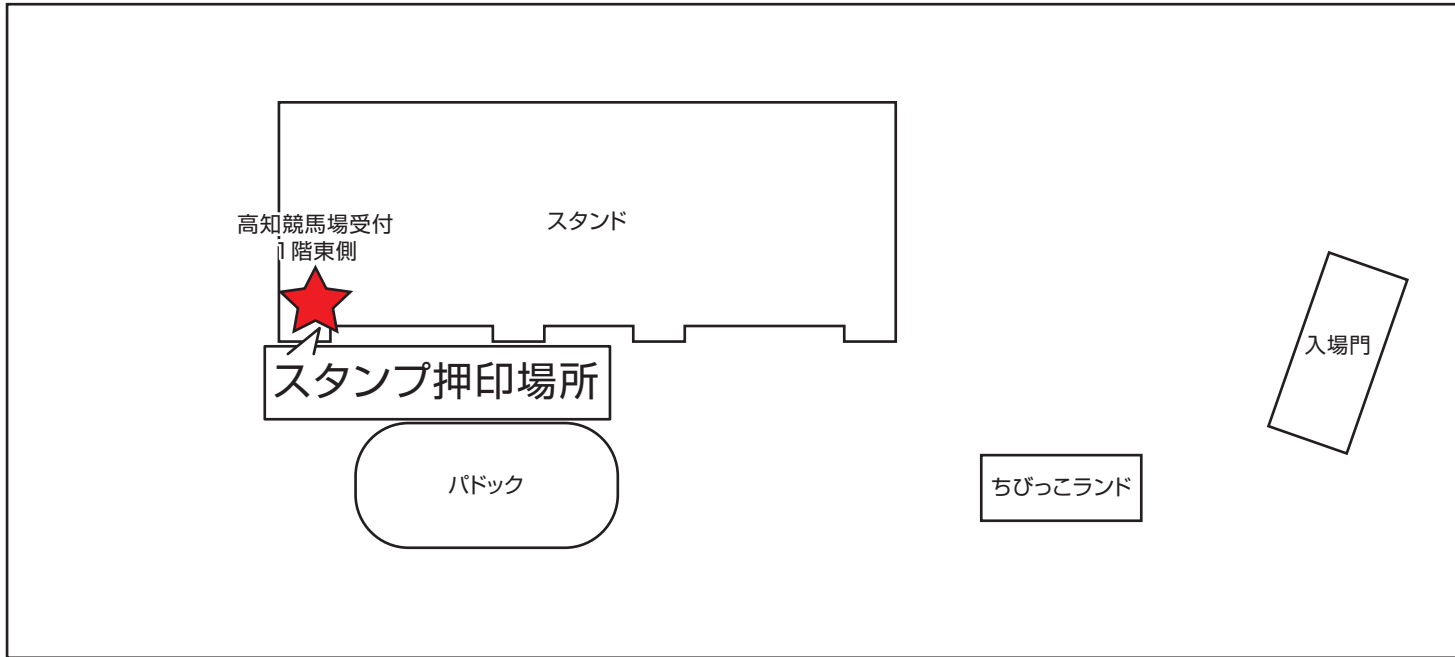 高知競馬場受付
1階東側
スタンド
入場門
スタンプ押印場所
パドック
ちびっこランド